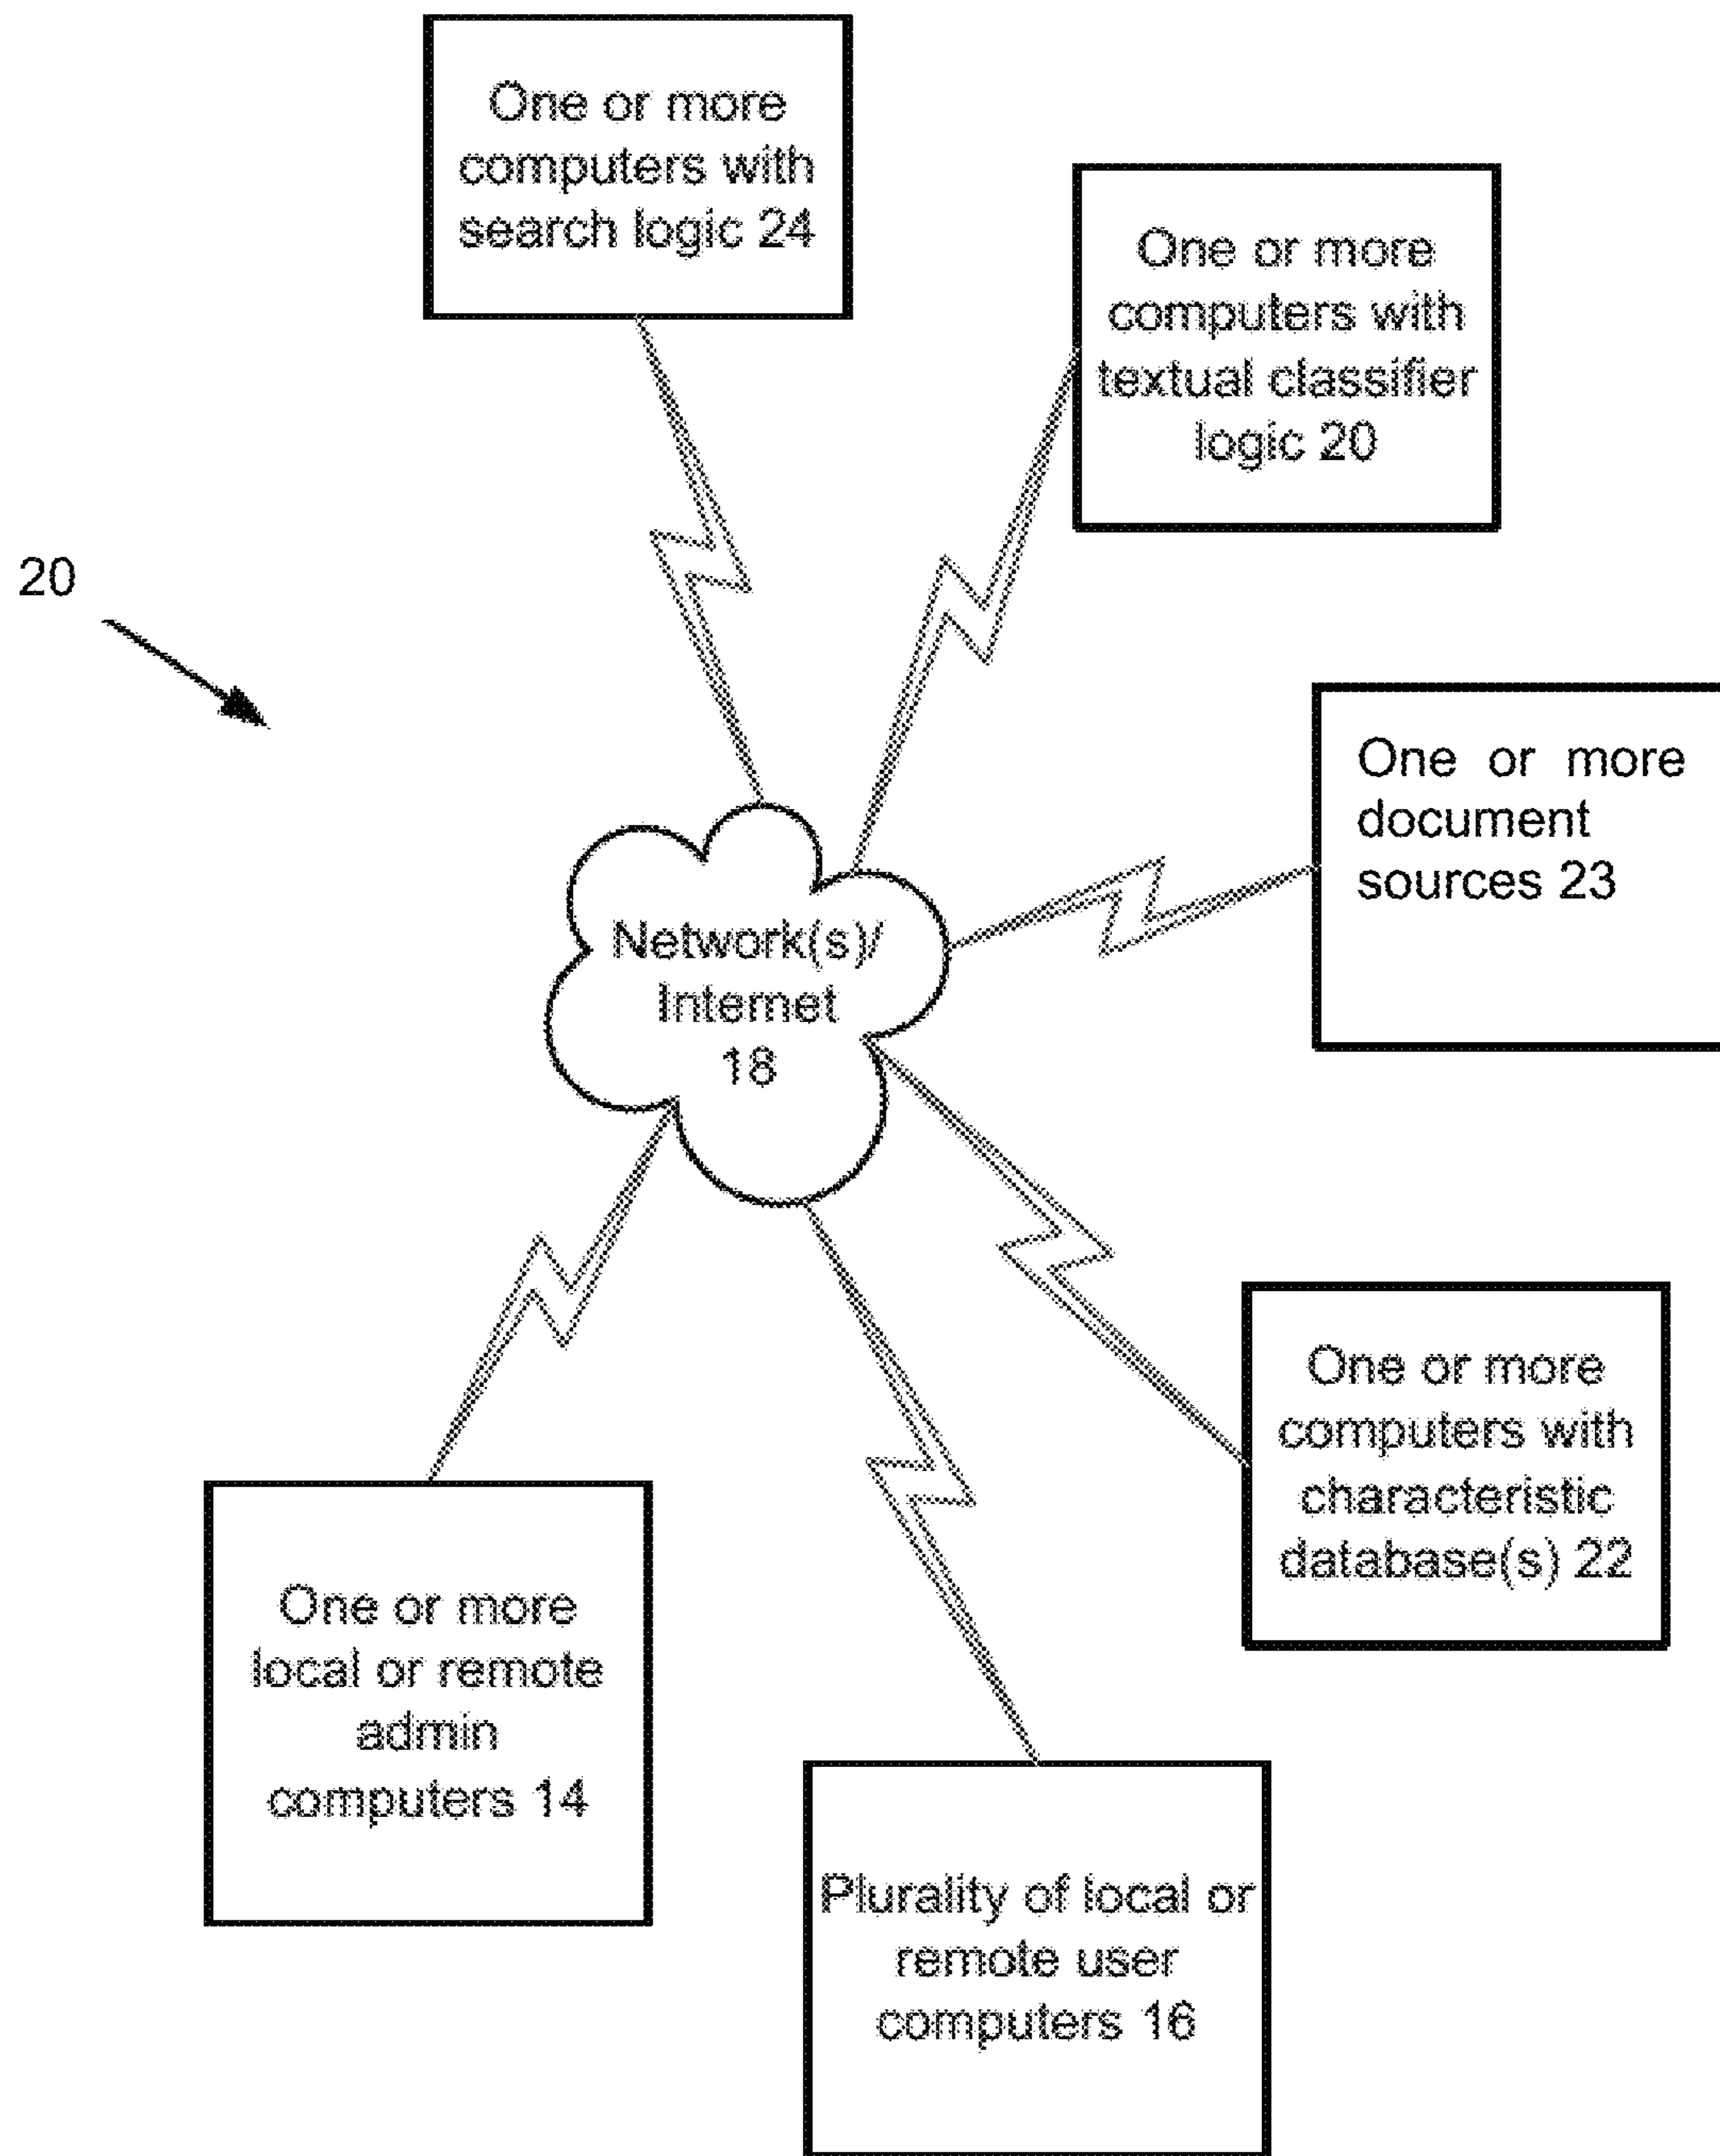 One or more
computers with
search logic 24
One or more
computers with
textual classifier
logic 20
20
One or more
document
sources 23
Network(s)/
Internet
18
One or more
computers with
characteristic
database(s) 22
One or more
local or remote
admin
computers 14
Plurality of local or
remote user
computers 16